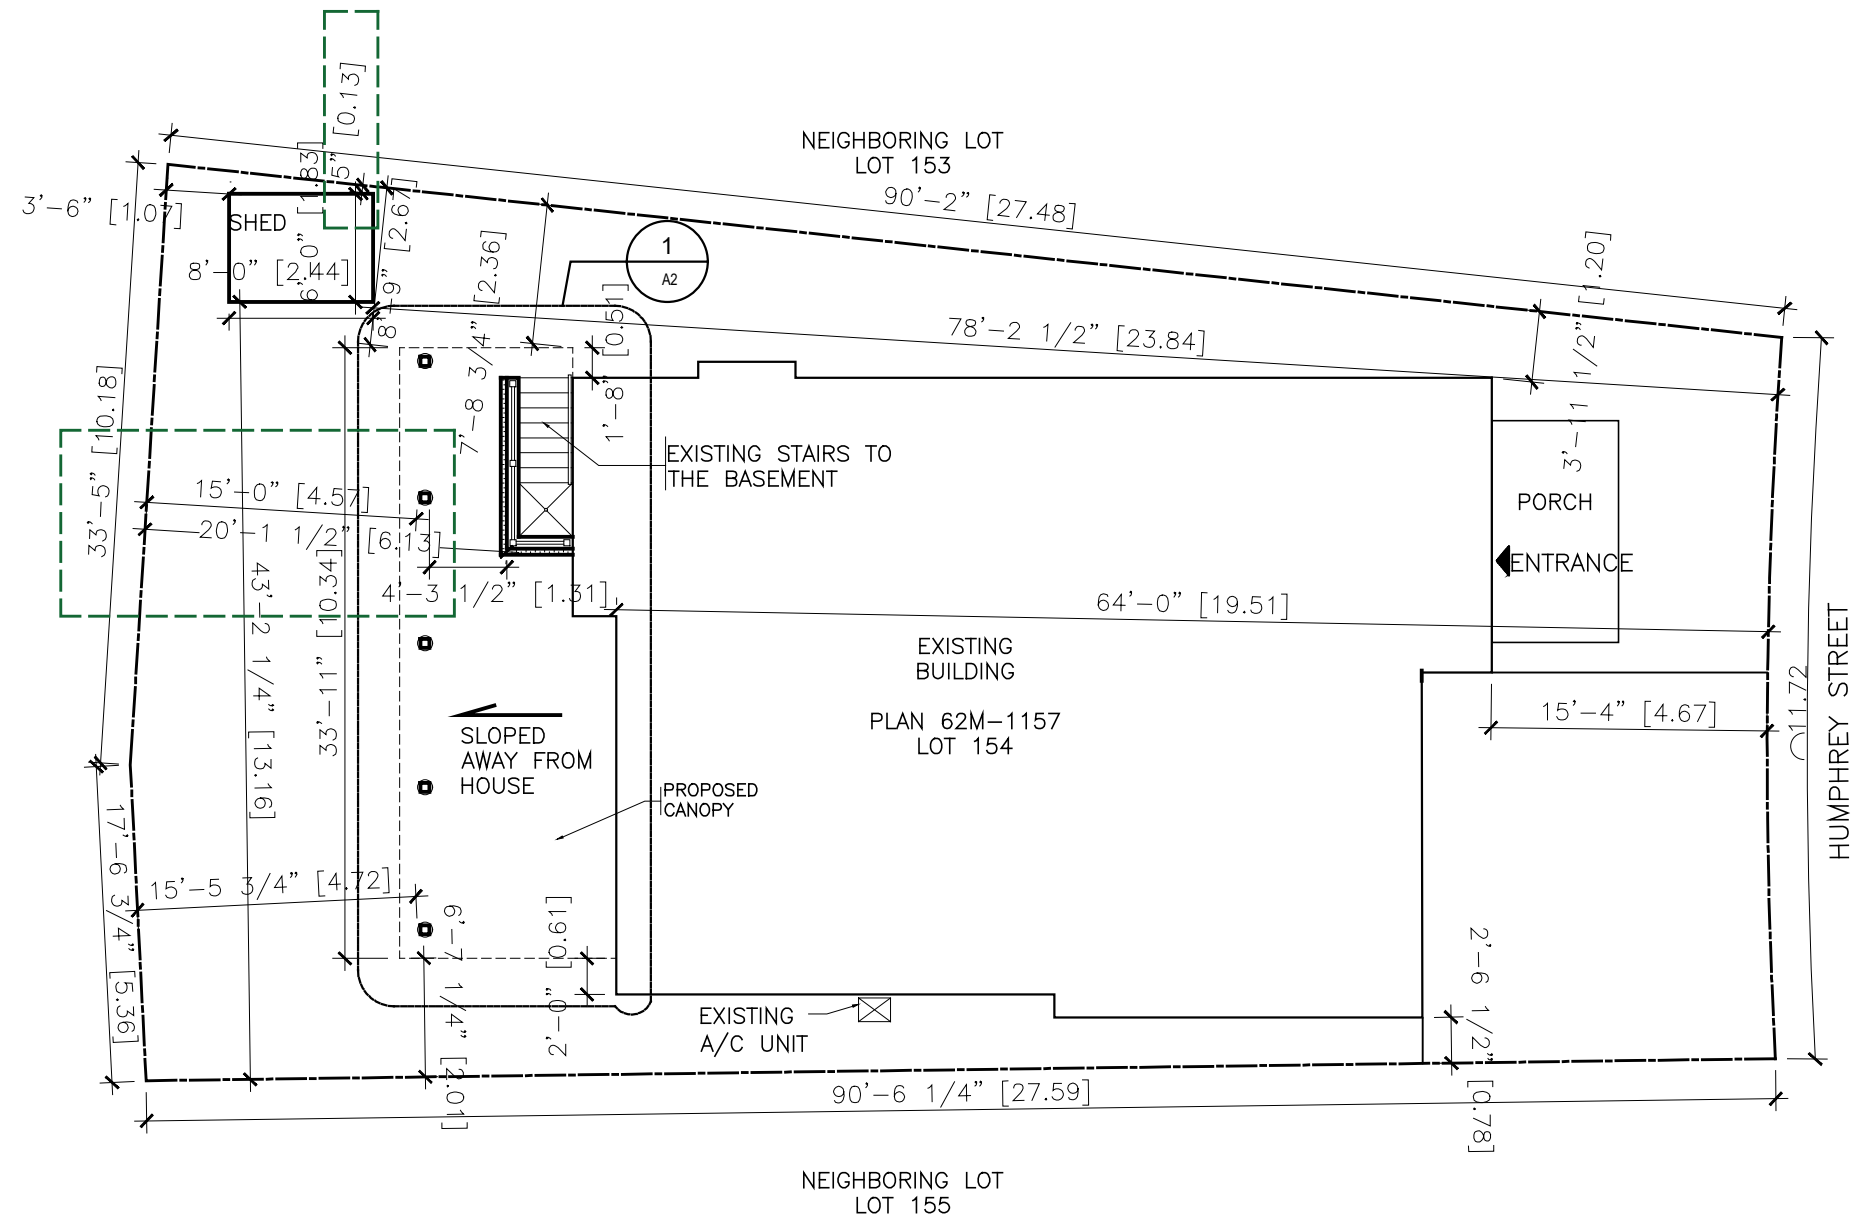 NEIGHBORING LOT
LOT 153
90'-2" [27.48]
5" [0.13]
3'-6" [1.07]
SHED
8'-0" [2.44]
6'-0" [1.83]
8'-9" [2.67]
7'-8 3/4" [2.36]
1
A2
1'-8" [0.51]
78'-2 1/2" [23.84]
3'-11 1/2" [1.20]
33'-5" [10.18]
EXISTING STAIRS TO
THE BASEMENT
15'-0" [4.57]
20'-1 1/2" [6.13]
4'-3 1/2" [1.31]
PORCH
ENTRANCE
64'-0" [19.51]
43'-2 1/4" [13.16]
33'-11" [10.34]
EXISTING
BUILDING
PLAN 62M-1157
LOT 154
SLOPED
AWAY FROM
HOUSE
PROPOSED
CANOPY
15'-4" [4.67]
11.72
HUMPHREY STREET
17'-6 3/4" [5.36]
15'-5 3/4" [4.72]
6'-7 1/4" [2.01]
2'-0" [0.61]
EXISTING
A/C UNIT
2'-6 1/2" [0.78]
90'-6 1/4" [27.59]
NEIGHBORING LOT
LOT 155